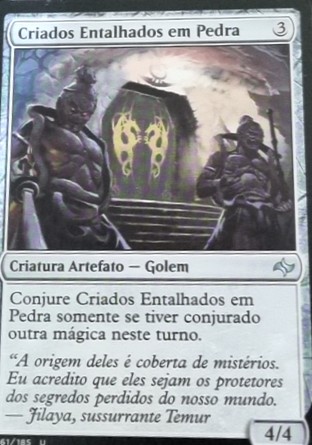 Criados Entalhados em Pedra 3
Criatura Artefato — Golem
Conjure Criados Entalhados em
Pedra somente se tiver conjurado
outra mágica neste turno.
“A origem deles é coberta de mistérios.
Eu acredito que eles sejam os protetores
dos segredos perdidos do nosso mundo.
— Jilaya, sussurrante Temur
4/4
61/185 U